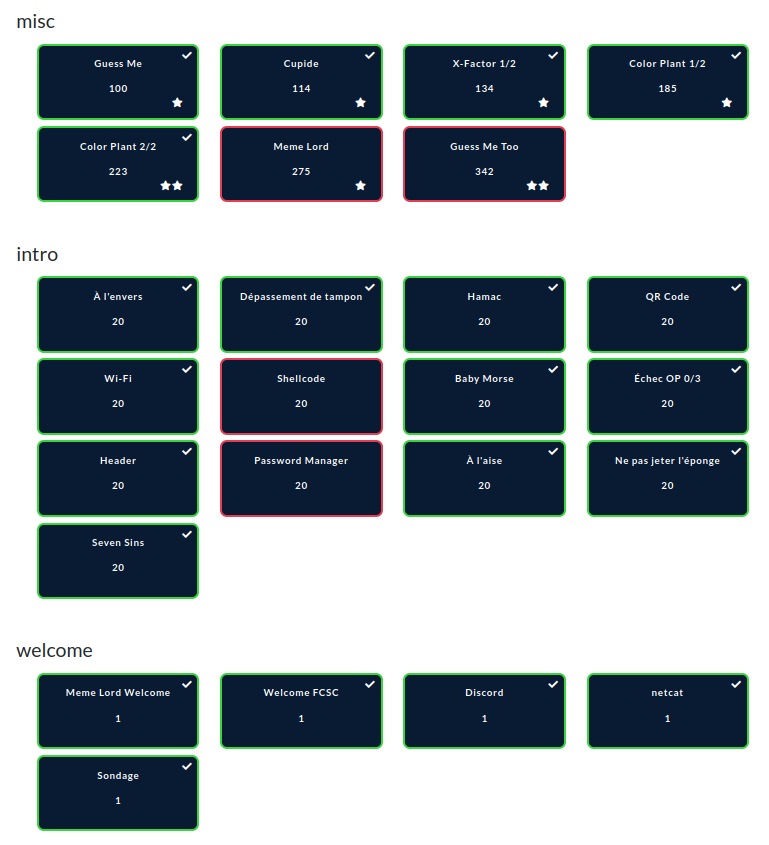 misc
Guess Me
100
Cupide
114
X-Factor 1/2
134
Color Plant 1/2
185
Color Plant 2/2
223
Meme Lord
275
Guess Me Too
342
intro
À l'envers
20
Dépassement de tampon
20
Hamac
20
QR Code
20
Wi-Fi
20
Shellcode
20
Baby Morse
20
Échec OP 0/3
20
Header
20
Password Manager
20
À l'aise
20
Ne pas jeter l'éponge
20
Seven Sins
20
welcome
Meme Lord Welcome
1
Welcome FCSC
1
Discord
1
netcat
1
Sondage
1